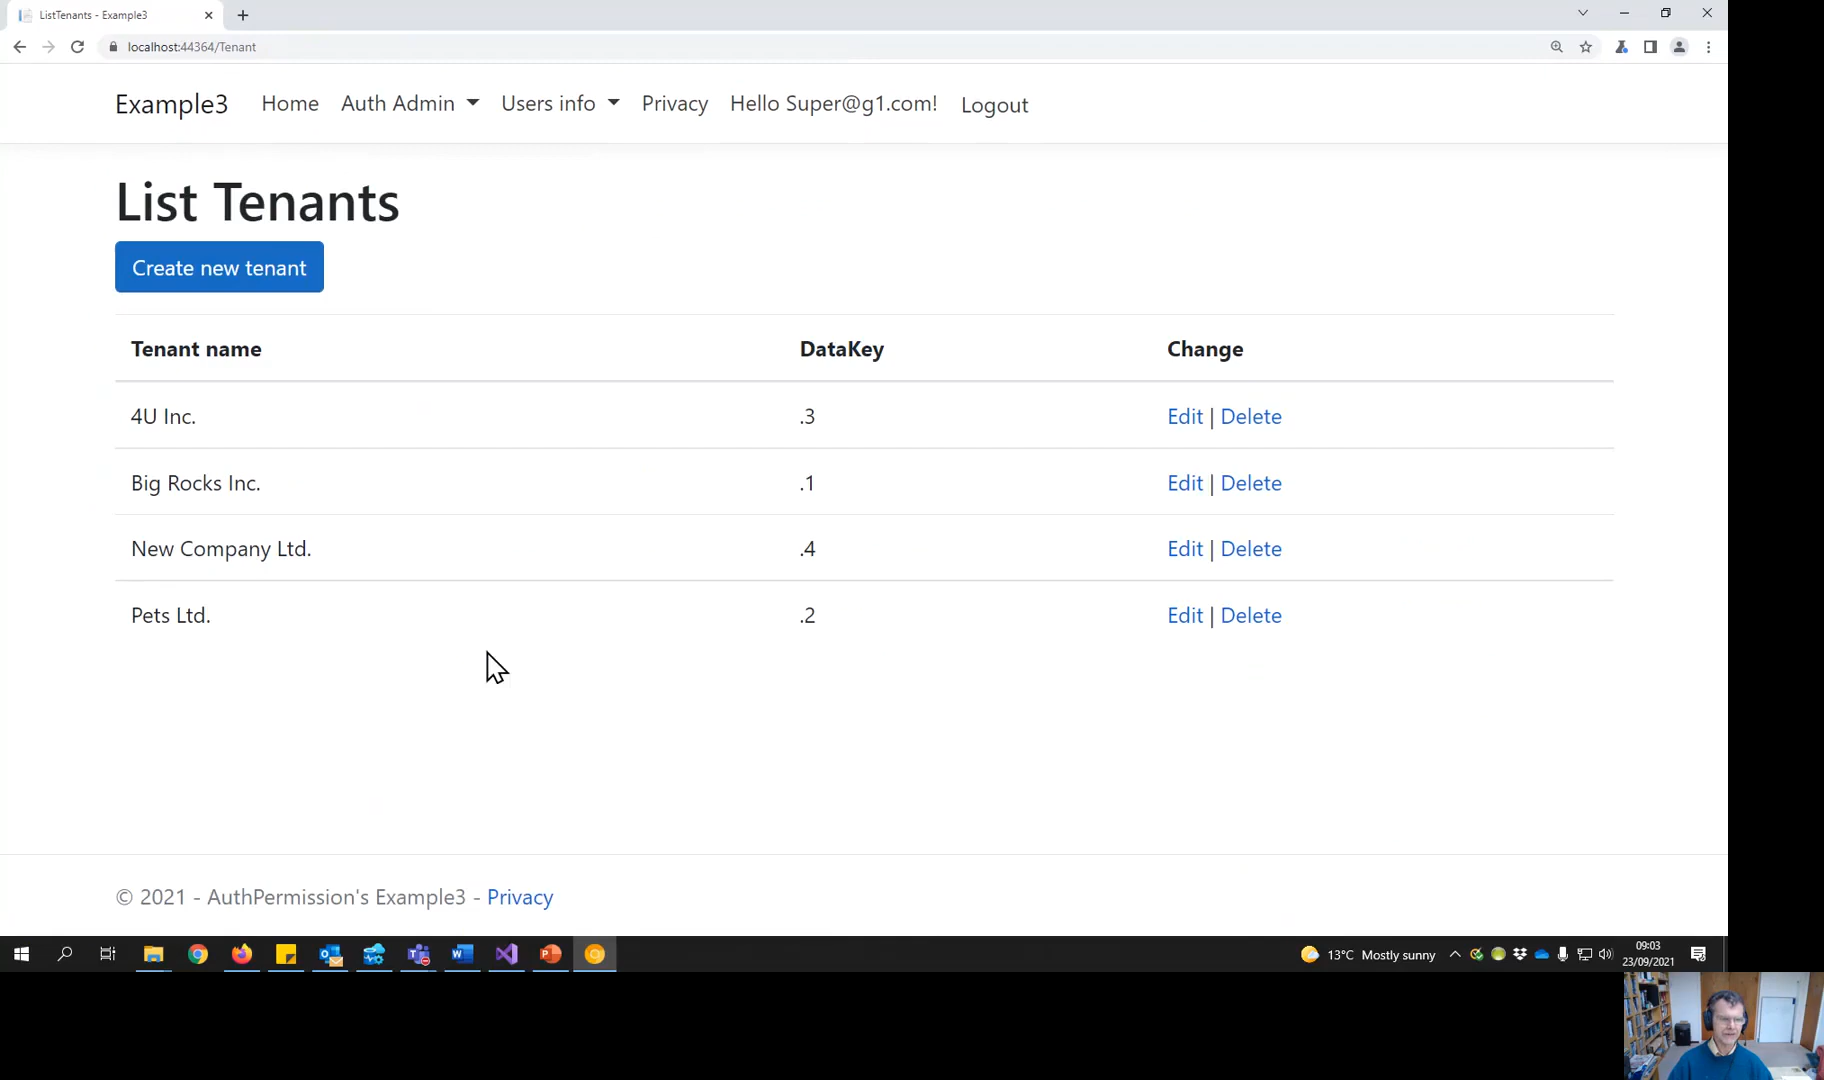 ListTenants - Example3
localhost:44364/Tenant
Example3 Home Auth Admin Users info Privacy Hello Super@g1.com! Logout
List Tenants
Create new tenant
Tenant name DataKey Change
4U Inc. .3 Edit | Delete
Big Rocks Inc. .1 Edit | Delete
New Company Ltd. .4 Edit | Delete
Pets Ltd. .2 Edit | Delete
© 2021 - AuthPermission's Example3 - Privacy
13°C Mostly sunny
09:03
23/09/2021